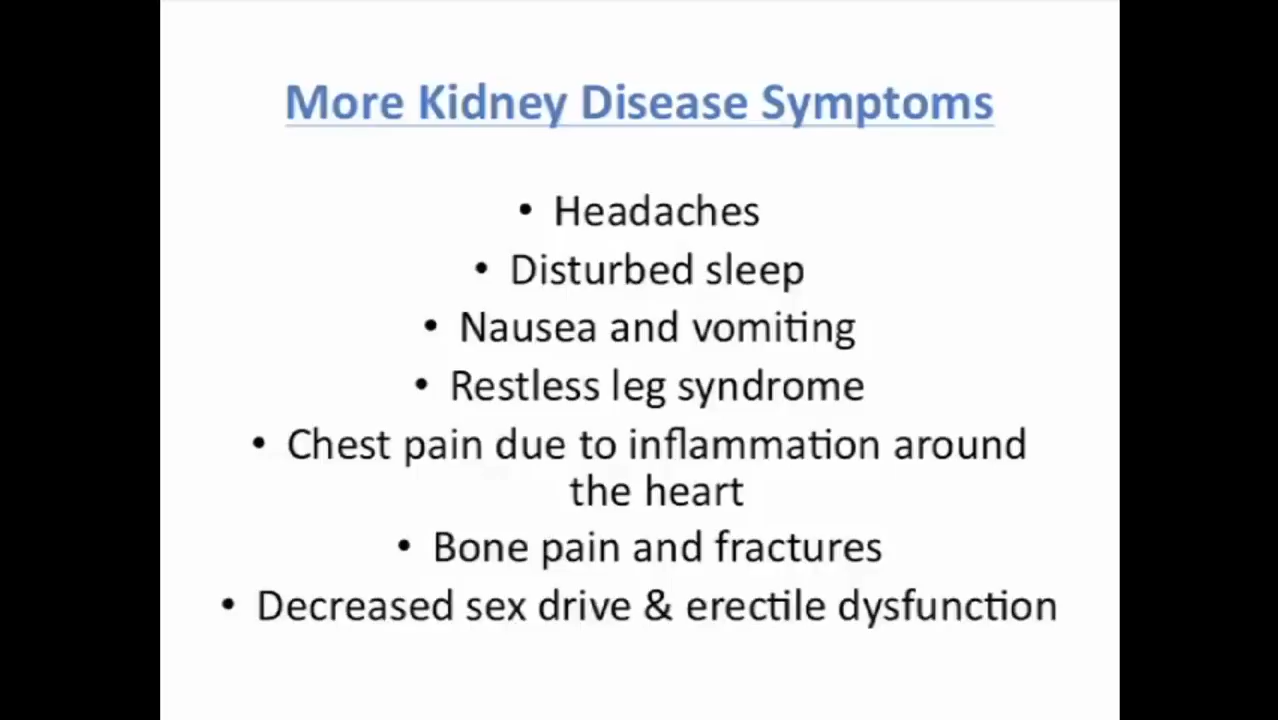 More Kidney Disease Symptoms
• Headaches
• Disturbed sleep
• Nausea and vomiting
• Restless leg syndrome
• Chest pain due to inflammation around
the heart
• Bone pain and fractures
• Decreased sex drive & erectile dysfunction